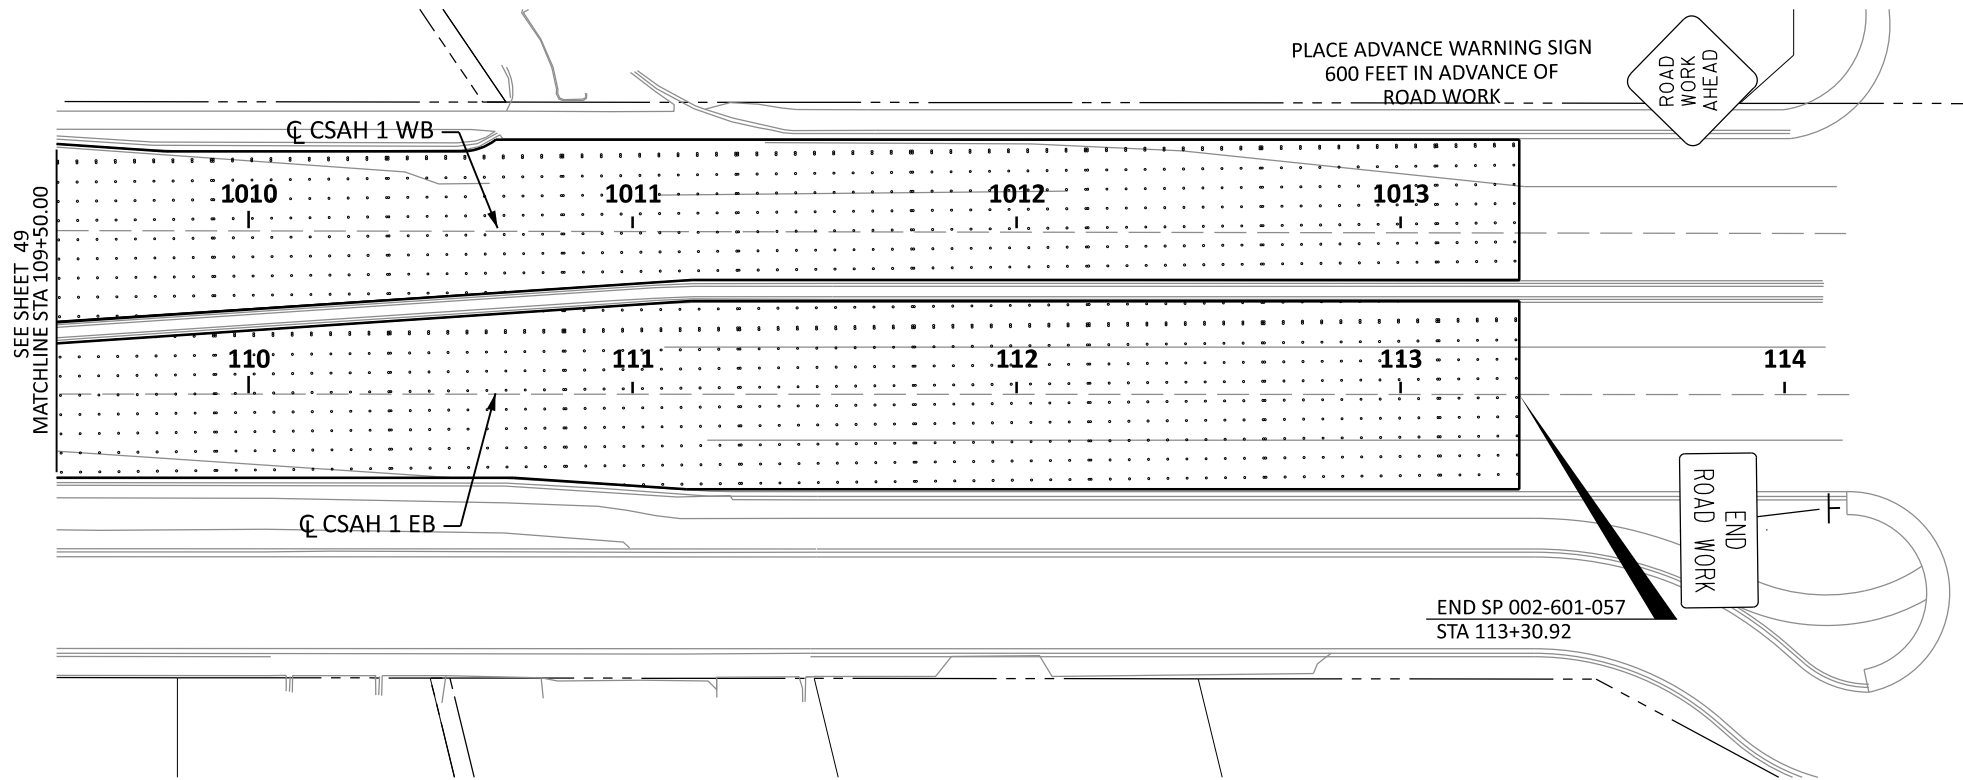 PLACE ADVANCE WARNING SIGN
600 FEET IN ADVANCE OF
ROAD WORK
ROAD
WORK
AHEAD
℄ CSAH 1 WB
1010
1011
1012
1013
SEE SHEET 49
MATCHLINE STA 109+50.00
110
111
112
113
114
℄ CSAH 1 EB
END
ROAD WORK
END SP 002-601-057
STA 113+30.92